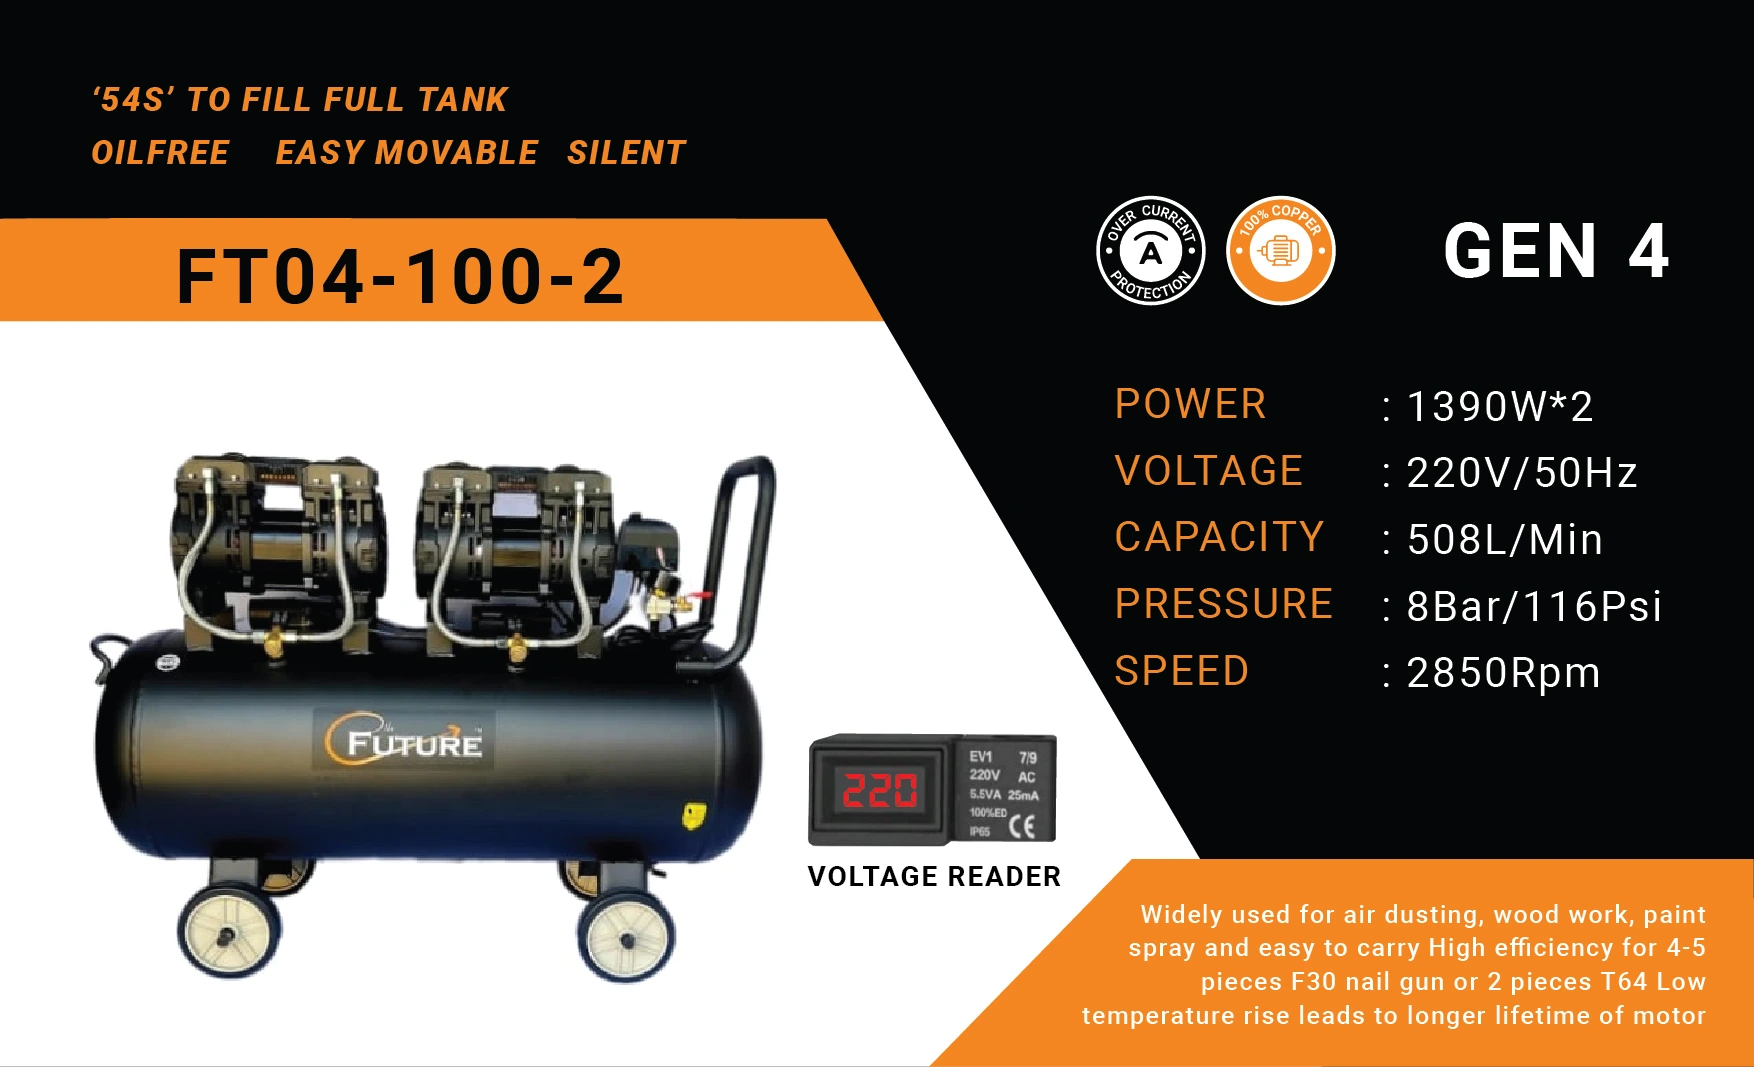 ‘54S’ TO FILL FULL TANK
OILFREE EASY MOVABLE SILENT
FT04-100-2
OVER CURRENT PROTECTION
A
100% COPPER
GEN 4
POWER : 1390W*2
VOLTAGE : 220V/50Hz
CAPACITY : 508L/Min
PRESSURE : 8Bar/116Psi
SPEED : 2850Rpm
The
FUTURE
220
EV1 7/9
220V AC
5.5VA 25mA
100%ED
IP65 CE
VOLTAGE READER
Widely used for air dusting, wood work, paint
spray and easy to carry High efficiency for 4-5
pieces F30 nail gun or 2 pieces T64 Low
temperature rise leads to longer lifetime of motor